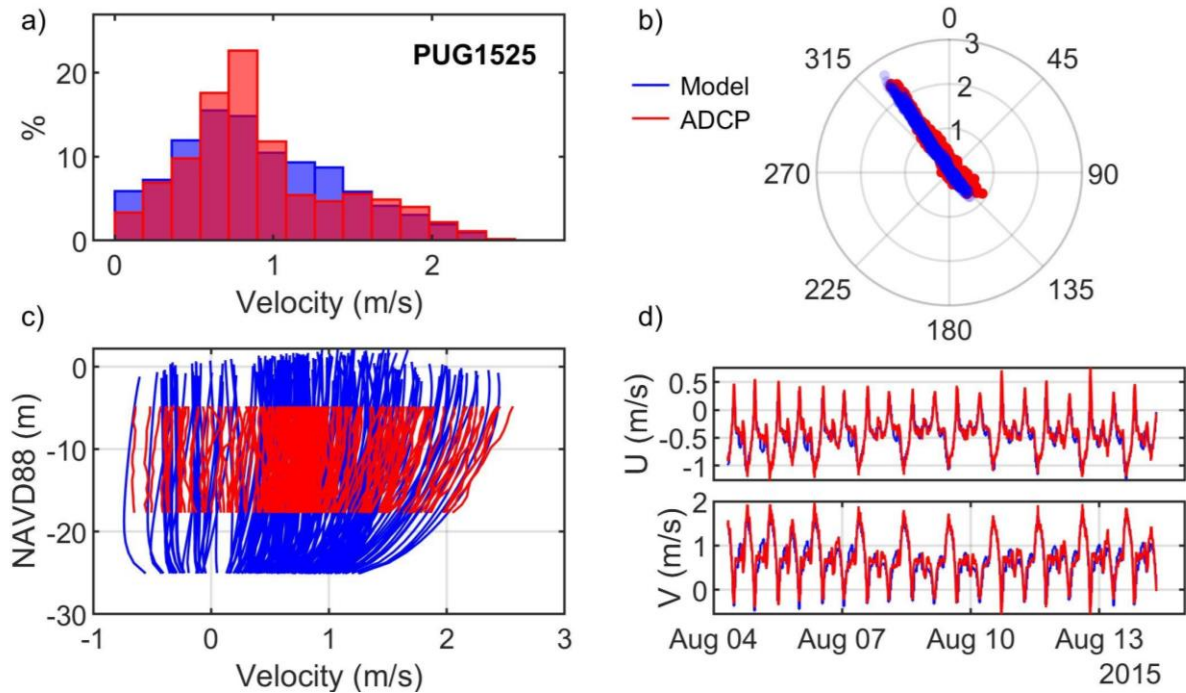 a)
PUG1525
%
20
10
0
0 1 2
Velocity (m/s)
b)
Model
ADCP
0
45
90
135
180
225
270
315
3
2
1
c)
NAVD88 (m)
0
-10
-20
-30
-1 0 1 2 3
Velocity (m/s)
d)
U (m/s)
0.5
0
-0.5
-1
V (m/s)
2
1
0
Aug 04 Aug 07 Aug 10 Aug 13
2015